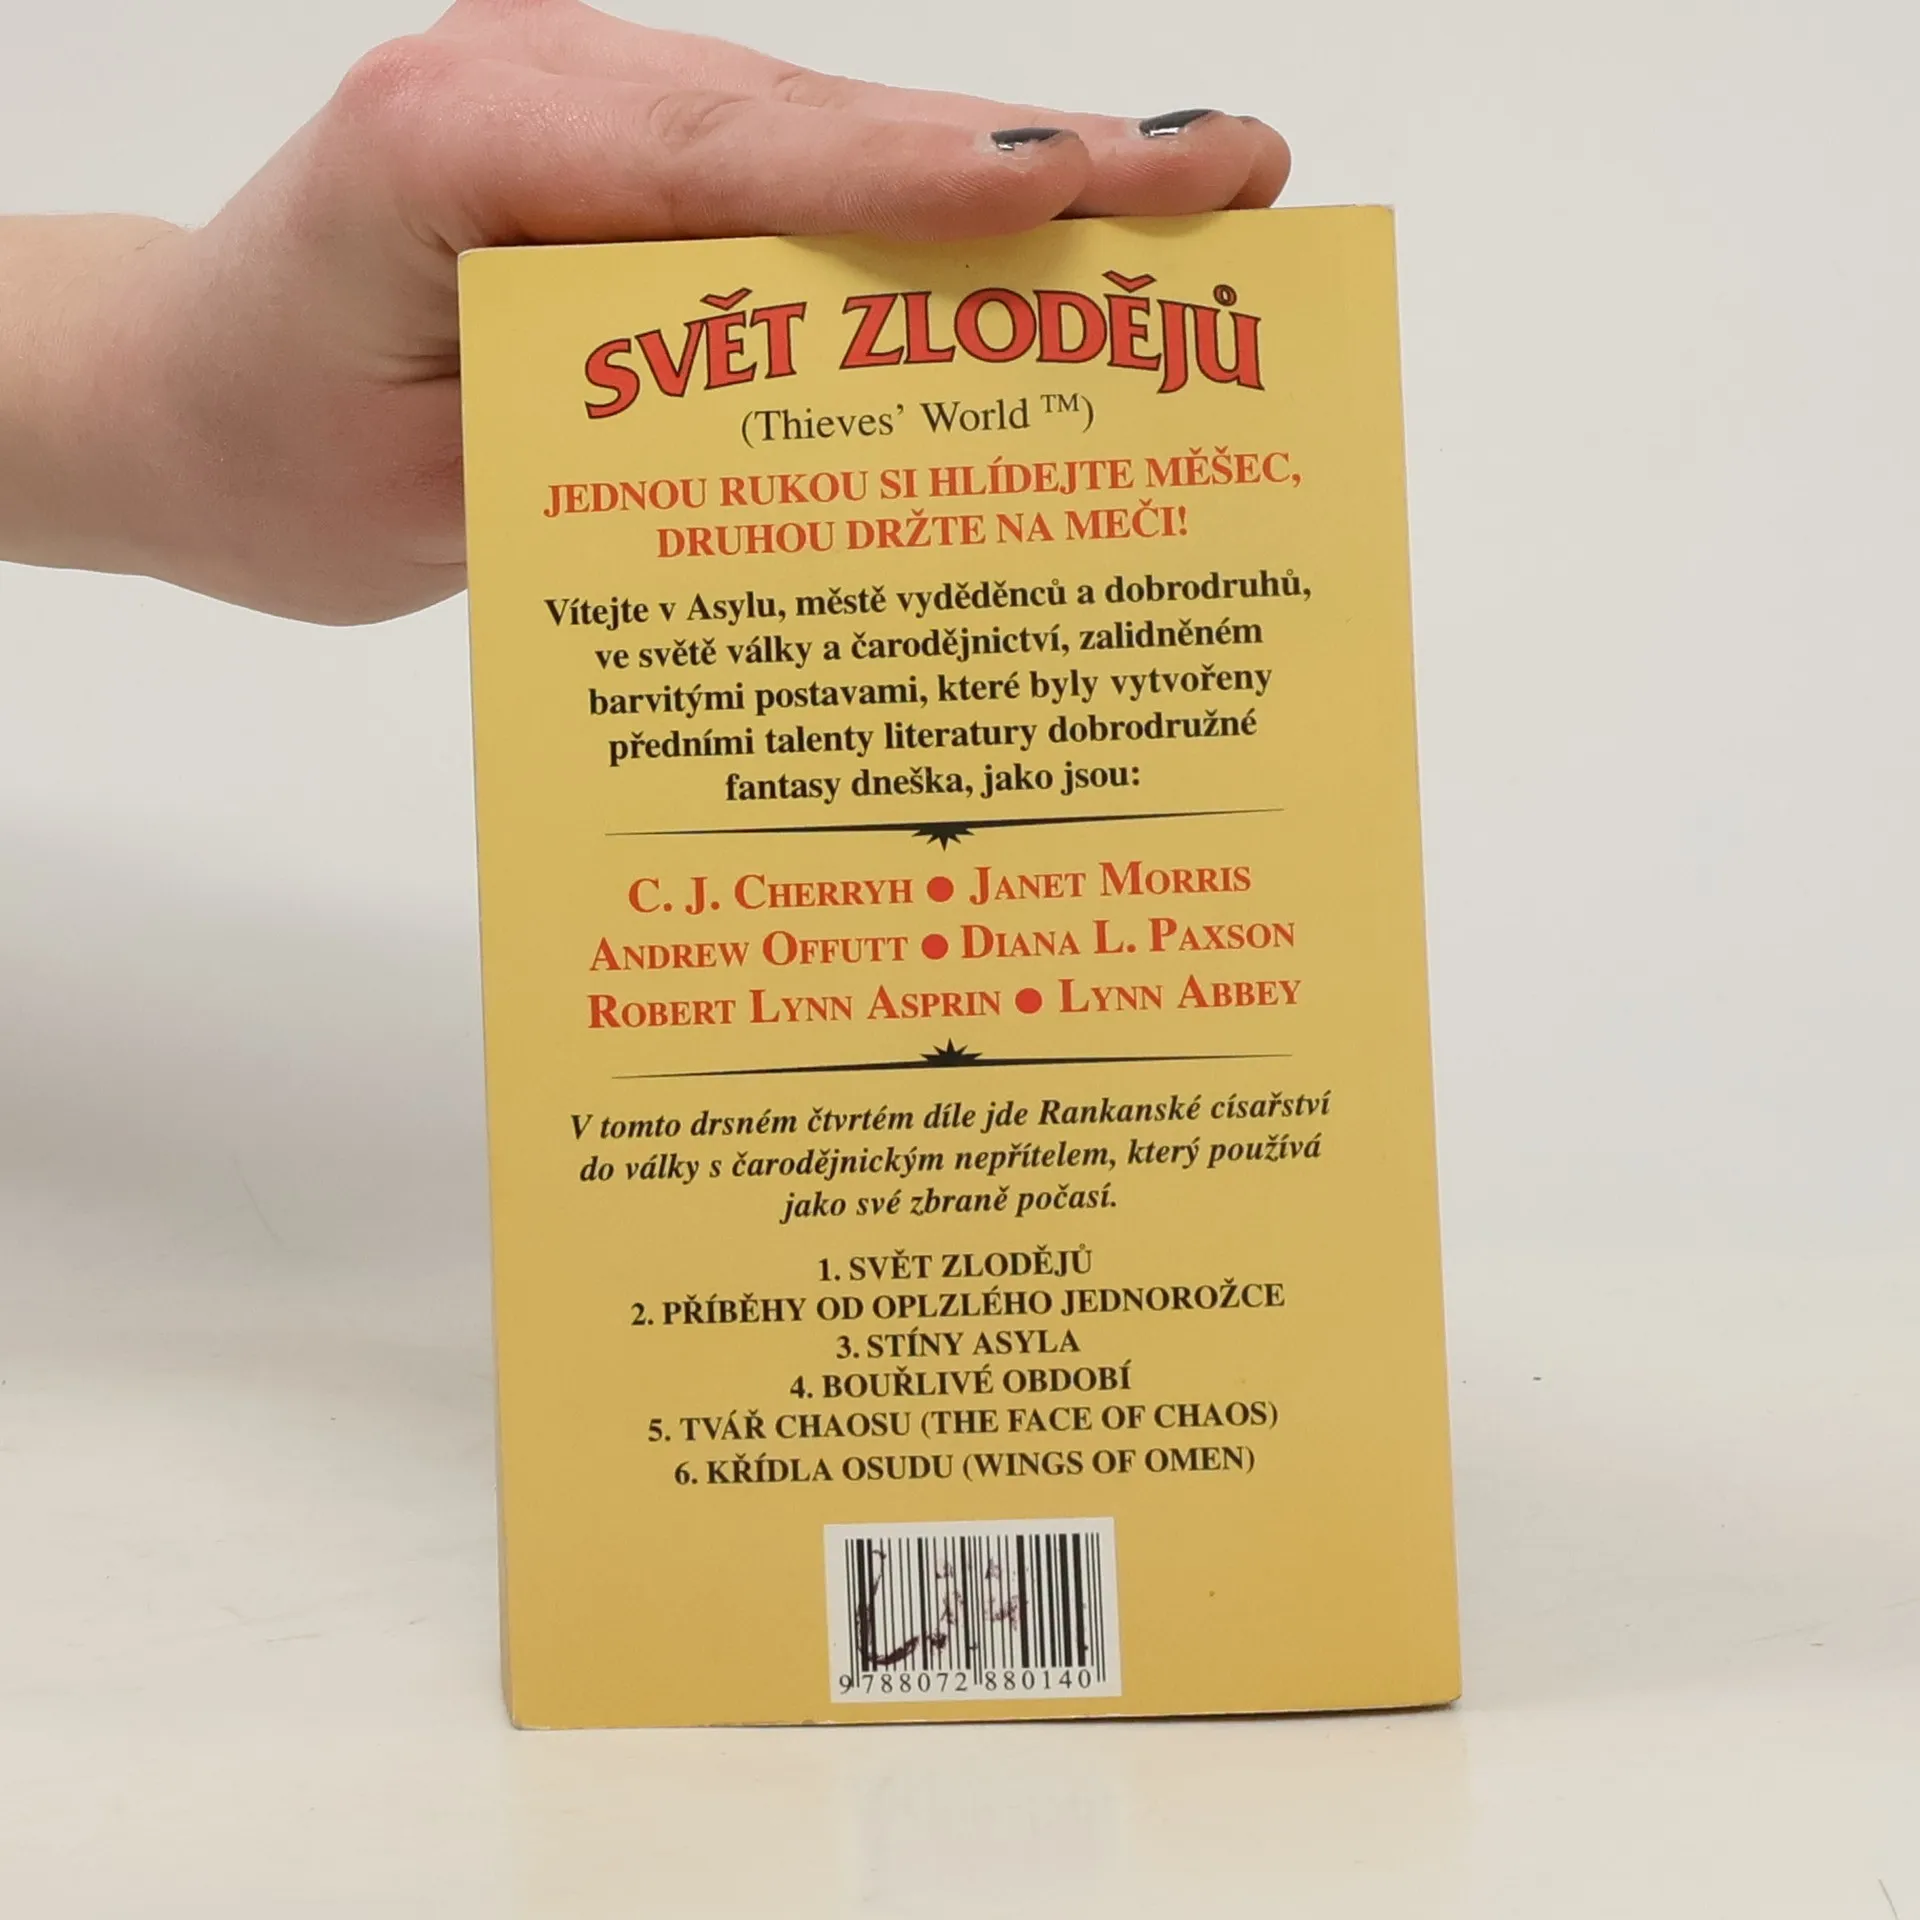 SVĚT ZLODĚJŮ
(Thieves’ World ™)
JEDNOU RUKOU SI HLÍDEJTE MĚŠEC,
DRUHOU DRŽTE NA MEČI!
Vítejte v Asylu, městě vyděděnců a dobrodruhů,
ve světě války a čarodějnictví, zalidněném
barvitými postavami, které byly vytvořeny
předními talenty literatury dobrodružné
fantasy dneška, jako jsou:
C. J. CHERRYH ● JANET MORRIS
ANDREW OFFUTT ● DIANA L. PAXSON
ROBERT LYNN ASPRIN ● LYNN ABBEY
V tomto drsném čtvrtém díle jde Rankanské císařství
do války s čarodějnickým nepřítelem, který používá
jako své zbraně počasí.
1. SVĚT ZLODĚJŮ
2. PŘÍBĚHY OD OPLZLÉHO JEDNOROŽCE
3. STÍNY ASYLA
4. BOUŘLIVÉ OBDOBÍ
5. TVÁŘ CHAOSU (THE FACE OF CHAOS)
6. KŘÍDLA OSUDU (WINGS OF OMEN)
9 788072 880140